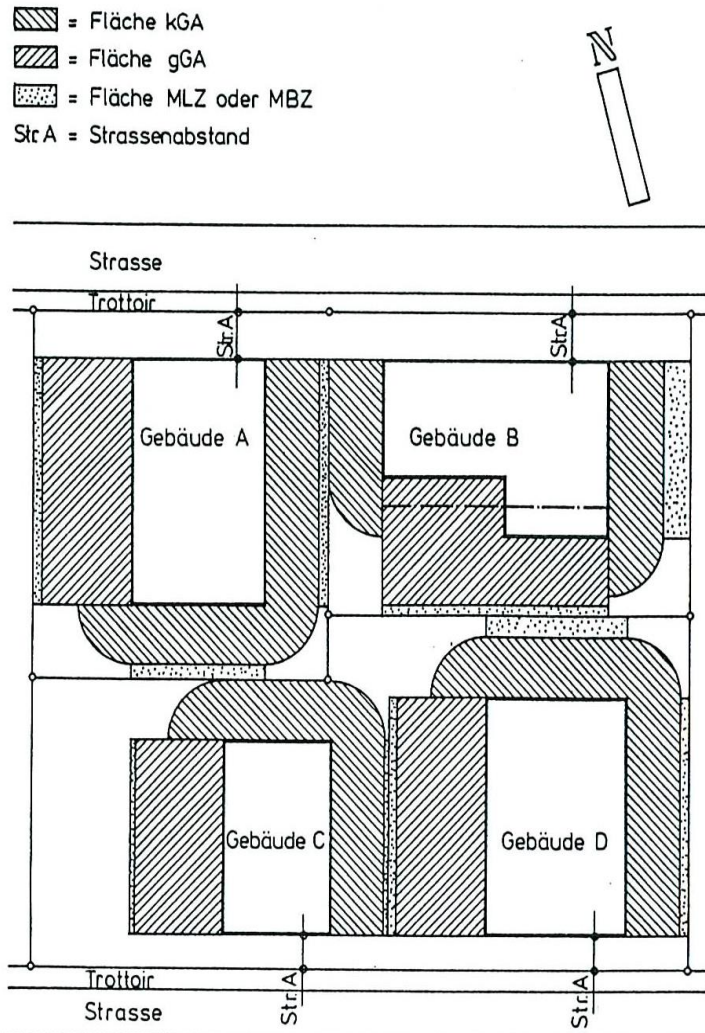 = Fläche kGA
= Fläche gGA
= Fläche MLZ oder MBZ
Str.A = Strassenabstand
N
Strasse
Trottoir
Str.A
Str.A
Gebäude A
Gebäude B
Gebäude C
Gebäude D
Trottoir
Strasse
Str. A
Str. A